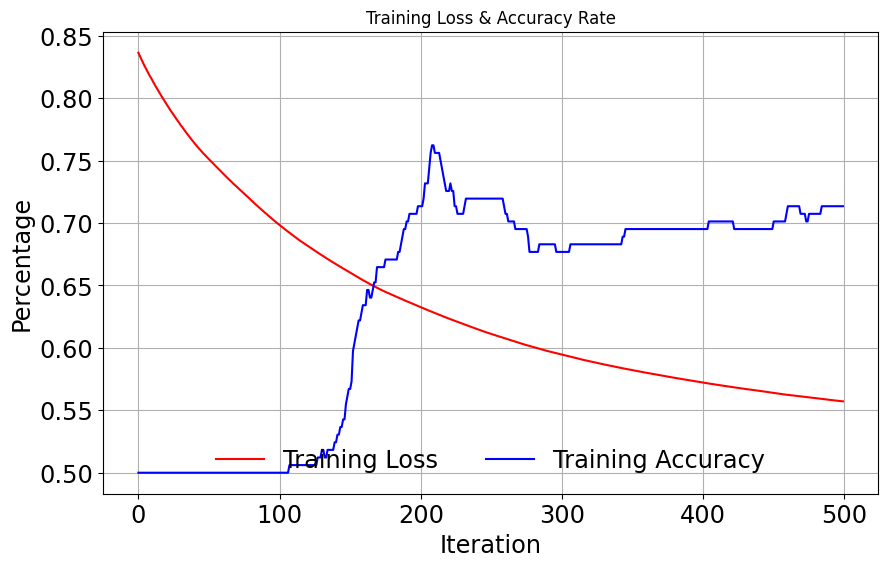 Training Loss & Accuracy Rate
0.85
0.80
0.75
0.70
0.65
0.60
0.55
0.50
Percentage
Training Loss
Training Accuracy
0 100 200 300 400 500
Iteration